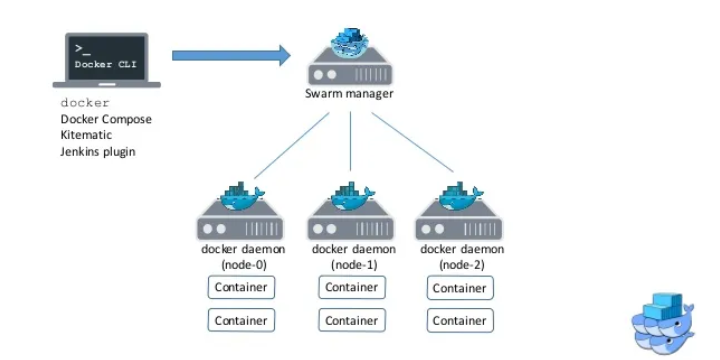 >_
Docker CLI
docker
Docker Compose
Kitematic
Jenkins plugin
Swarm manager
docker daemon
(node-0)
Container
Container
docker daemon
(node-1)
Container
Container
docker daemon
(node-2)
Container
Container